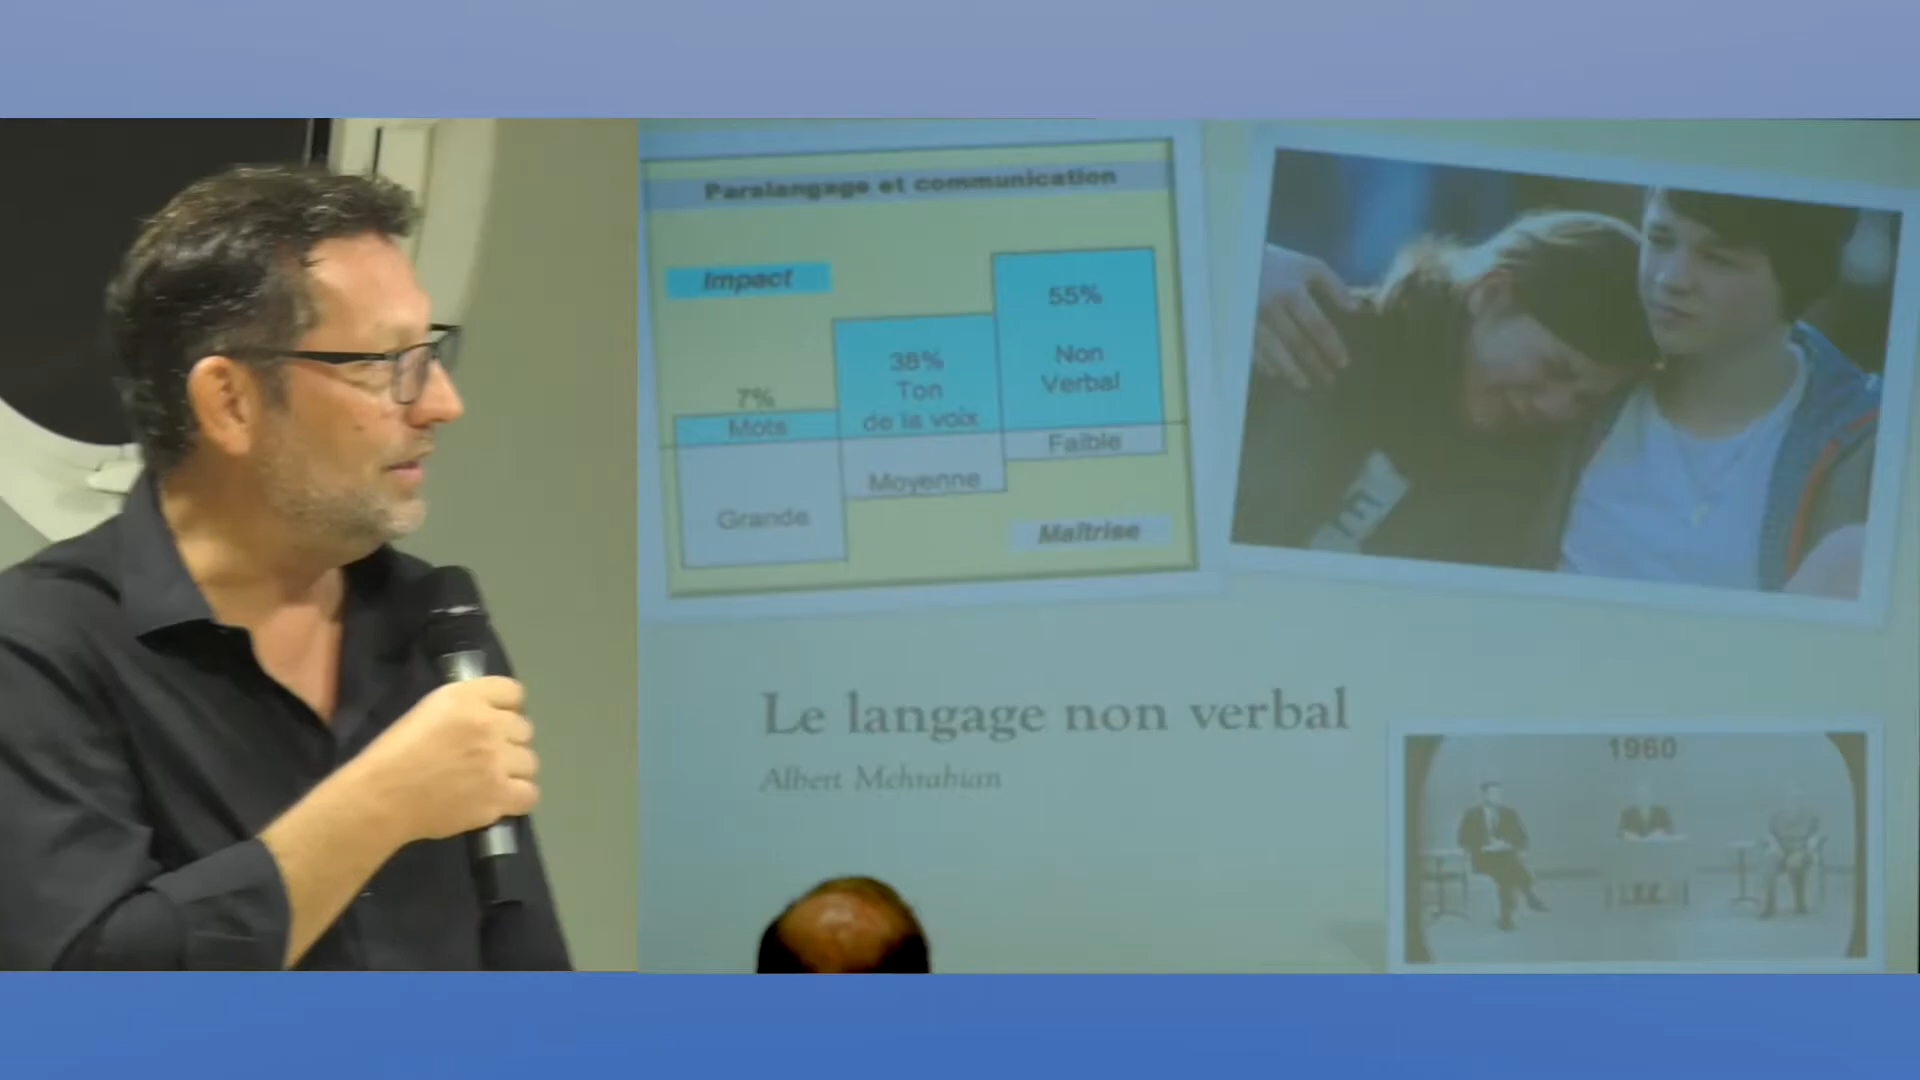 Paralangage et communication
Impact
55%
Non
Verbal
38%
Ton
de la voix
7%
Mots
Faible
Moyenne
Grande
Maîtrise
Le langage non verbal
Albert Mehrabian
1960